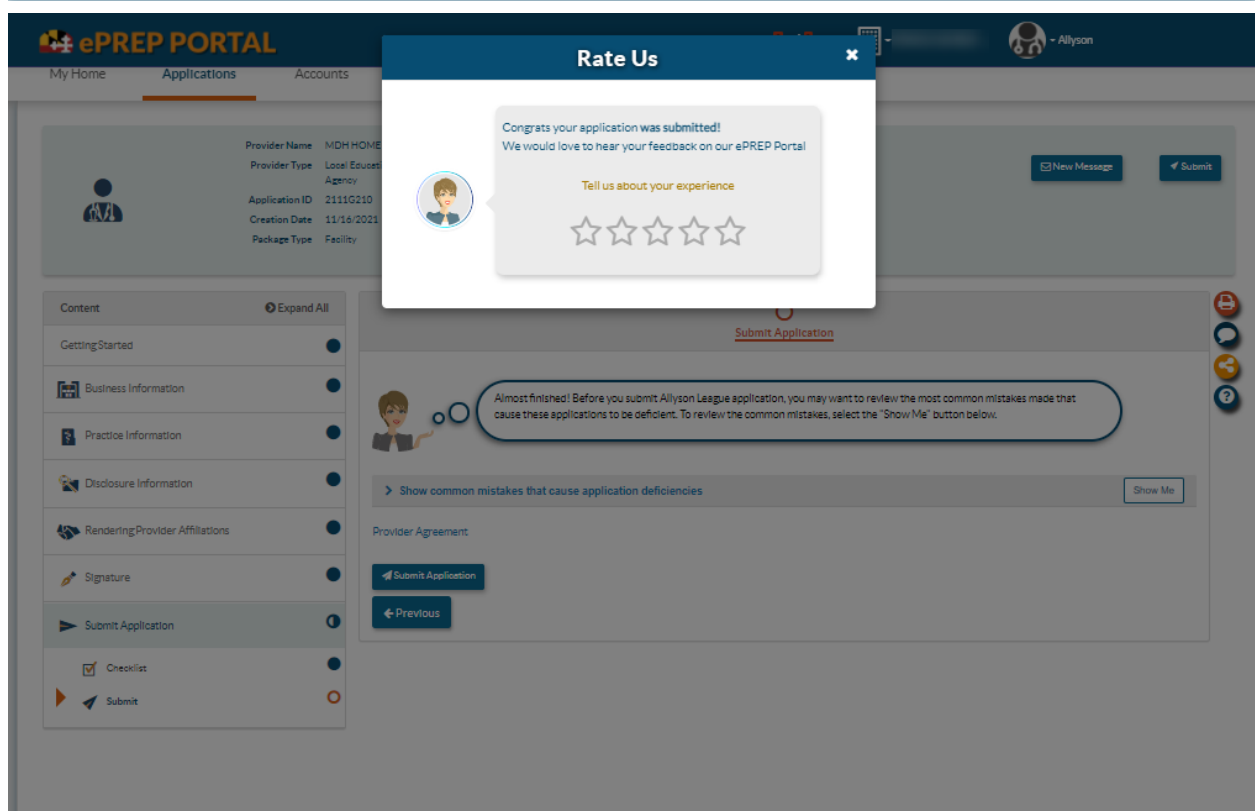 ePREP PORTAL
- Allyson
My Home Applications Accounts
Rate Us
Congrats your application was submitted!
We would love to hear your feedback on our ePREP Portal
Tell us about your experience
Provider Name MDH HOME
Provider Type Local Educati
Agency
Application ID 2111G210
Creation Date 11/16/2021
Package Type Facility
New Message
Submit
Content Expand All
Getting Started
Business Information
Practice Information
Disclosure Information
Rendering Provider Affiliations
Signature
Submit Application
Checklist
Submit
Submit Application
Almost finished! Before you submit Allyson League application, you may want to review the most common mistakes made that
cause these applications to be deficient. To review the common mistakes, select the "Show Me" button below.
Show common mistakes that cause application deficiencies
Show Me
Provider Agreement
Submit Application
Previous